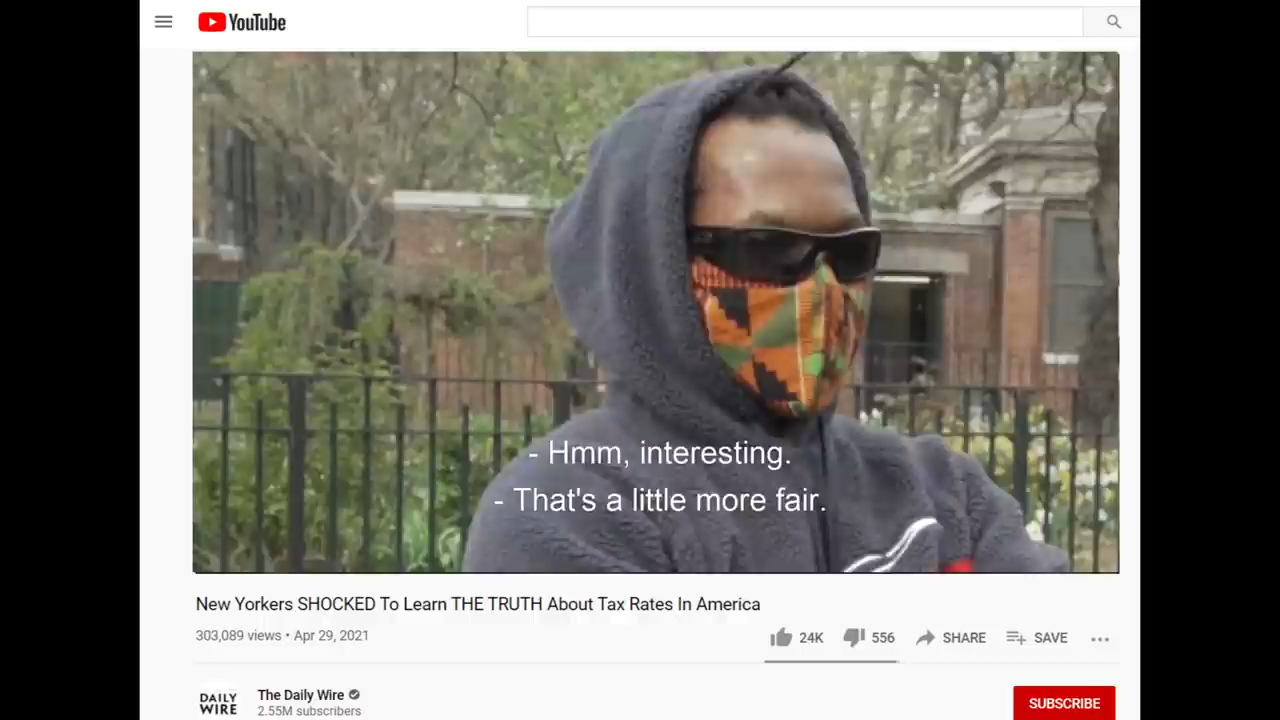 YouTube
- Hmm, interesting.
- That's a little more fair.
New Yorkers SHOCKED To Learn THE TRUTH About Tax Rates In America
303,089 views • Apr 29, 2021
24K
556
SHARE
SAVE
DAILY
WIRE
The Daily Wire
2.55M subscribers
SUBSCRIBE